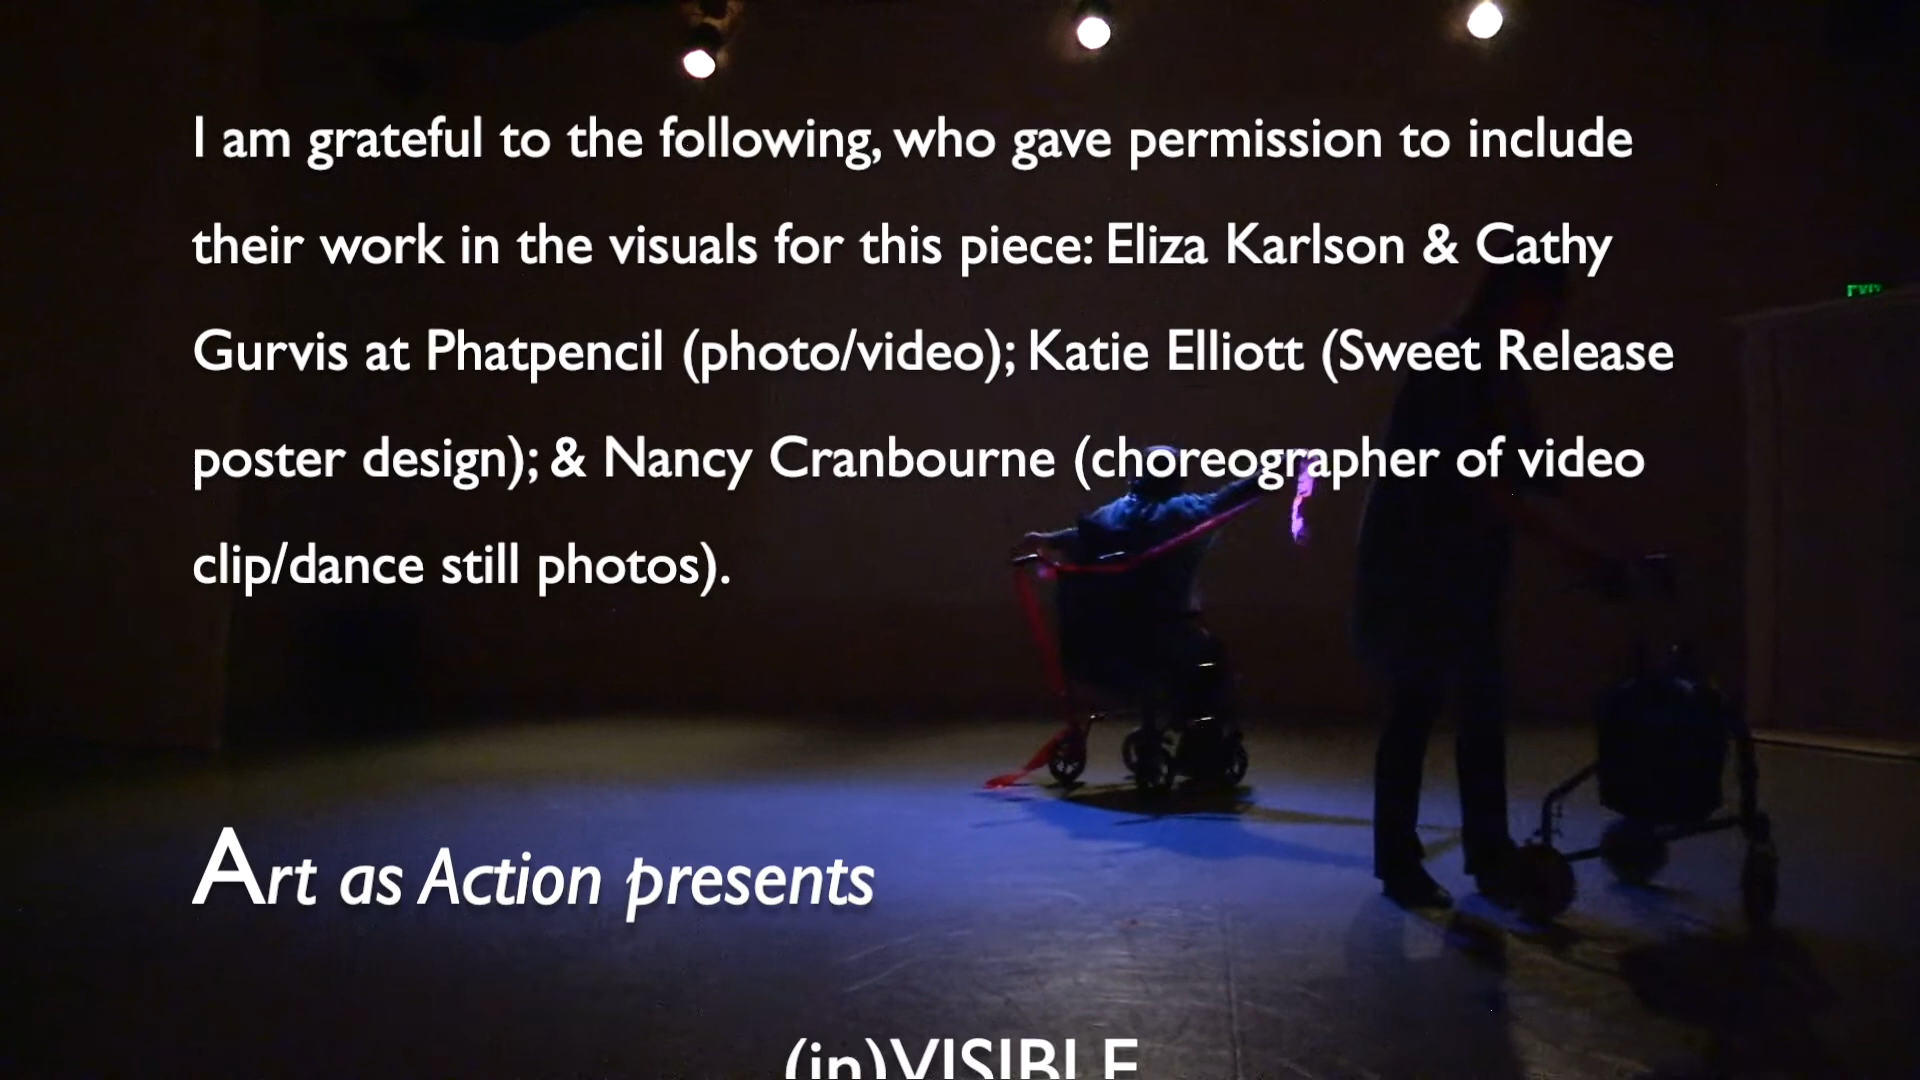 I am grateful to the following, who gave permission to include
their work in the visuals for this piece: Eliza Karlson & Cathy
Gurvis at Phatpencil (photo/video); Katie Elliott (Sweet Release
poster design); & Nancy Cranbourne (choreographer of video
clip/dance still photos).
EXIT
Art as Action presents
(in)VISIBLE